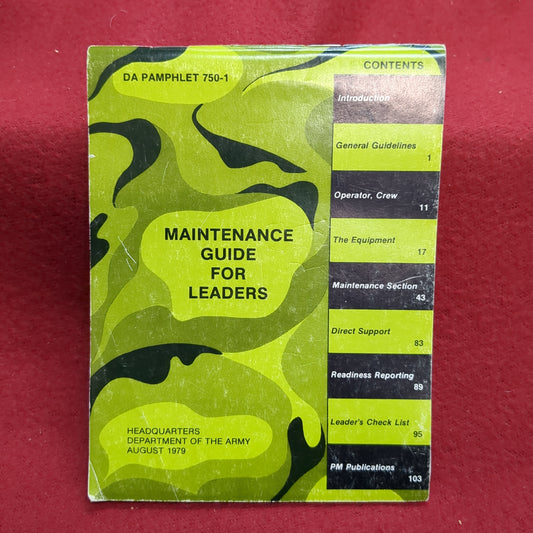 DA PAMPHLET 750-1
MAINTENANCE
GUIDE
FOR
LEADERS
HEADQUARTERS
DEPARTMENT OF THE ARMY
AUGUST 1979
CONTENTS
Introduction
General Guidelines
1
Operator, Crew
11
The Equipment
17
Maintenance Section
43
Direct Support
83
Readiness Reporting
89
Leader's Check List
95
PM Publications
103